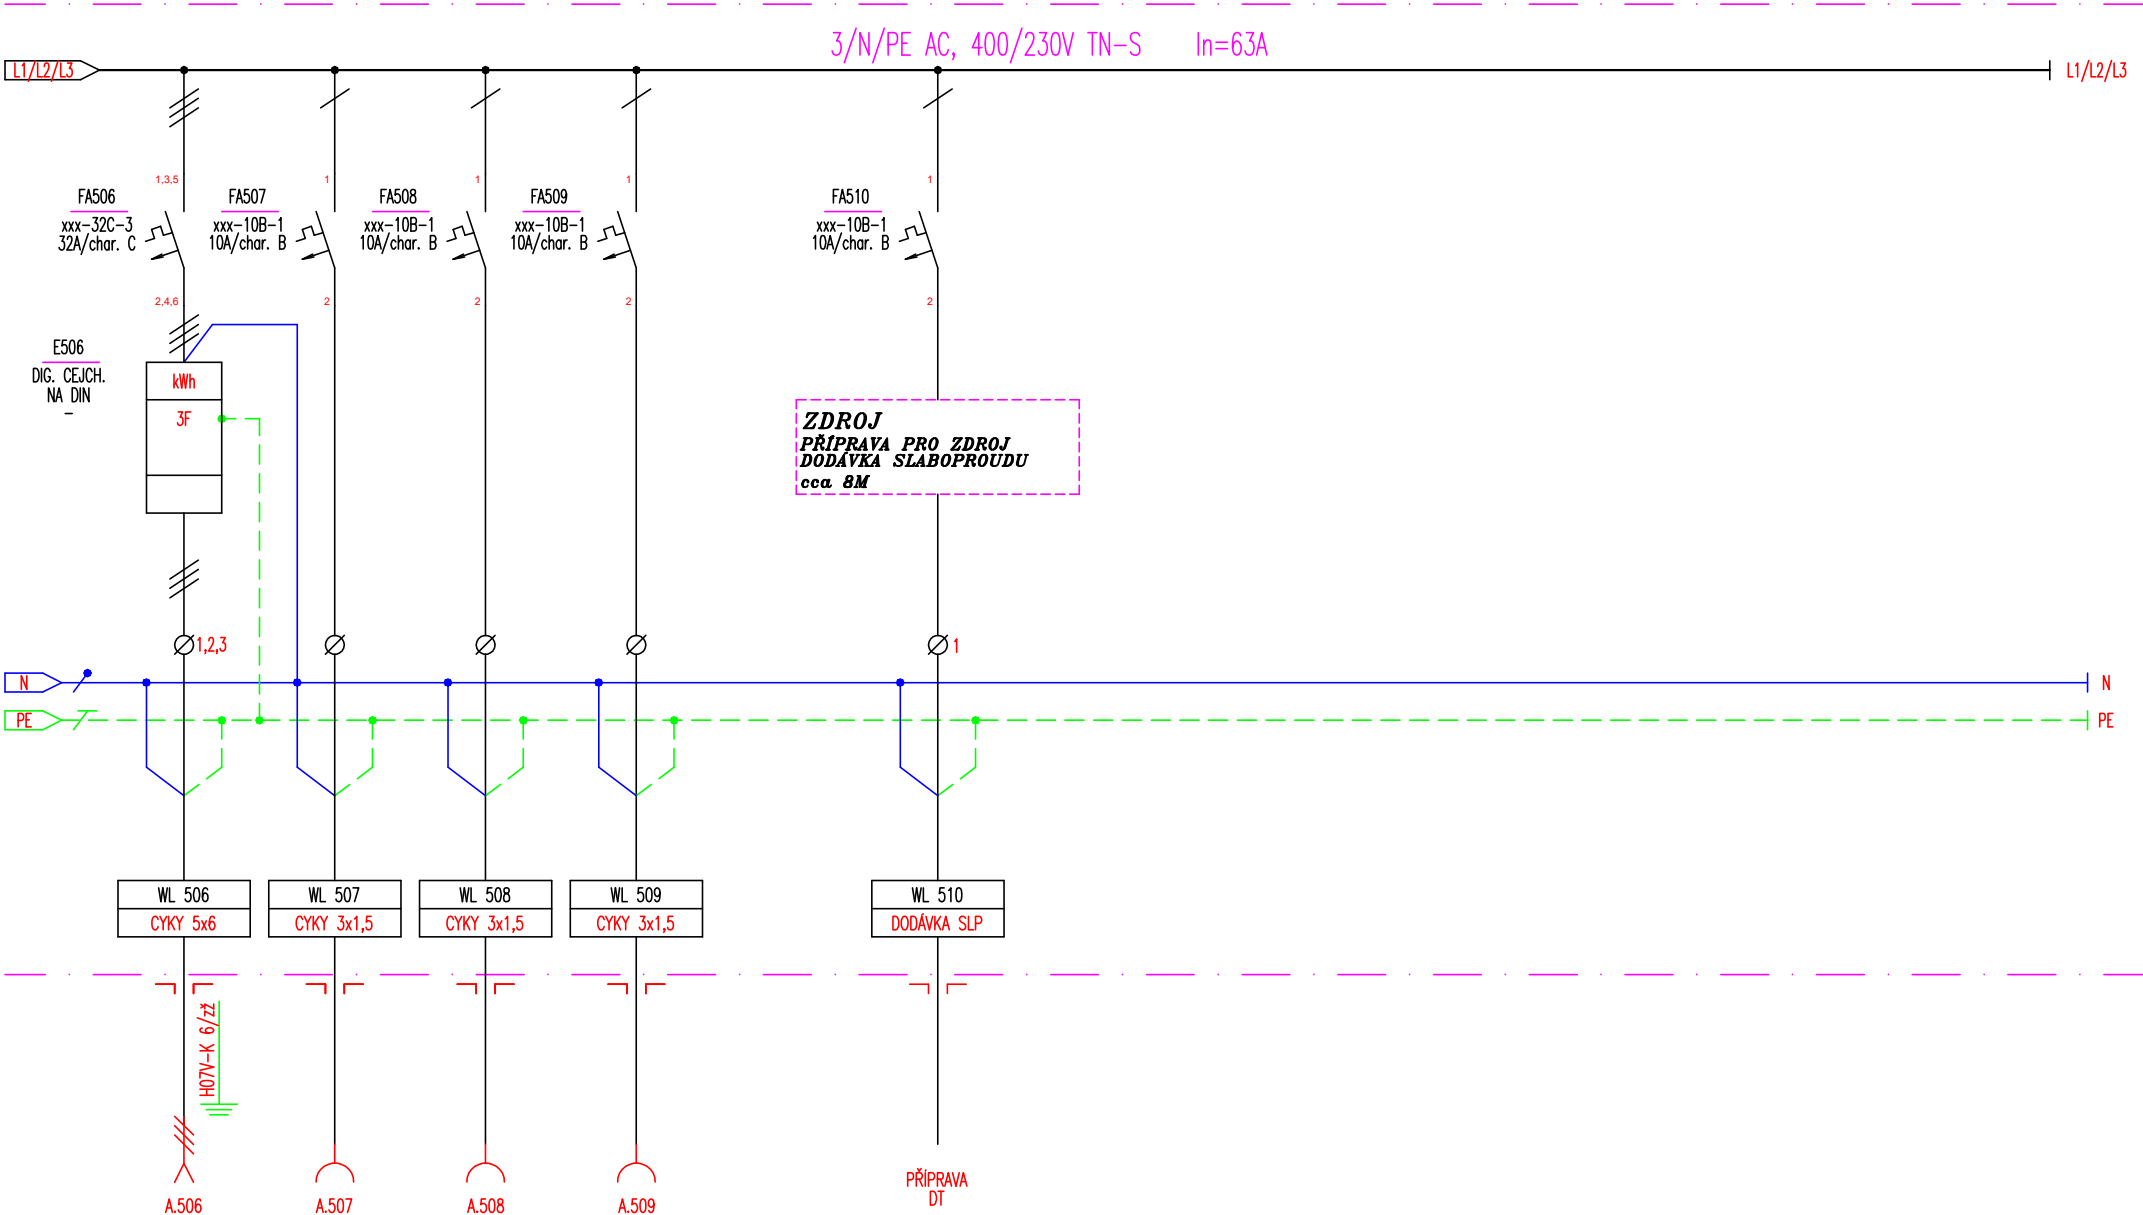 3/N/PE AC, 400/230V TN-S In=63A
L1/L2/L3
L1/L2/L3
1,3,5
1
1
1
1
FA506
xxx-32C-3
32A/char. C
FA507
xxx-10B-1
10A/char. B
FA508
xxx-10B-1
10A/char. B
FA509
xxx-10B-1
10A/char. B
FA510
xxx-10B-1
10A/char. B
2,4,6
2
2
2
2
E506
DIG. CEJCH.
NA DIN
-
kWh
3F
ZDROJ
PŘÍPRAVA PRO ZDROJ
DODÁVKA SLABOPROUDU
cca 8M
1,2,3
1
N
N
PE
PE
WL 506
CYKY 5x6
WL 507
CYKY 3x1,5
WL 508
CYKY 3x1,5
WL 509
CYKY 3x1,5
WL 510
DODÁVKA SLP
H07V-K 6/zž
A.506
A.507
A.508
A.509
PŘÍPRAVA
DT